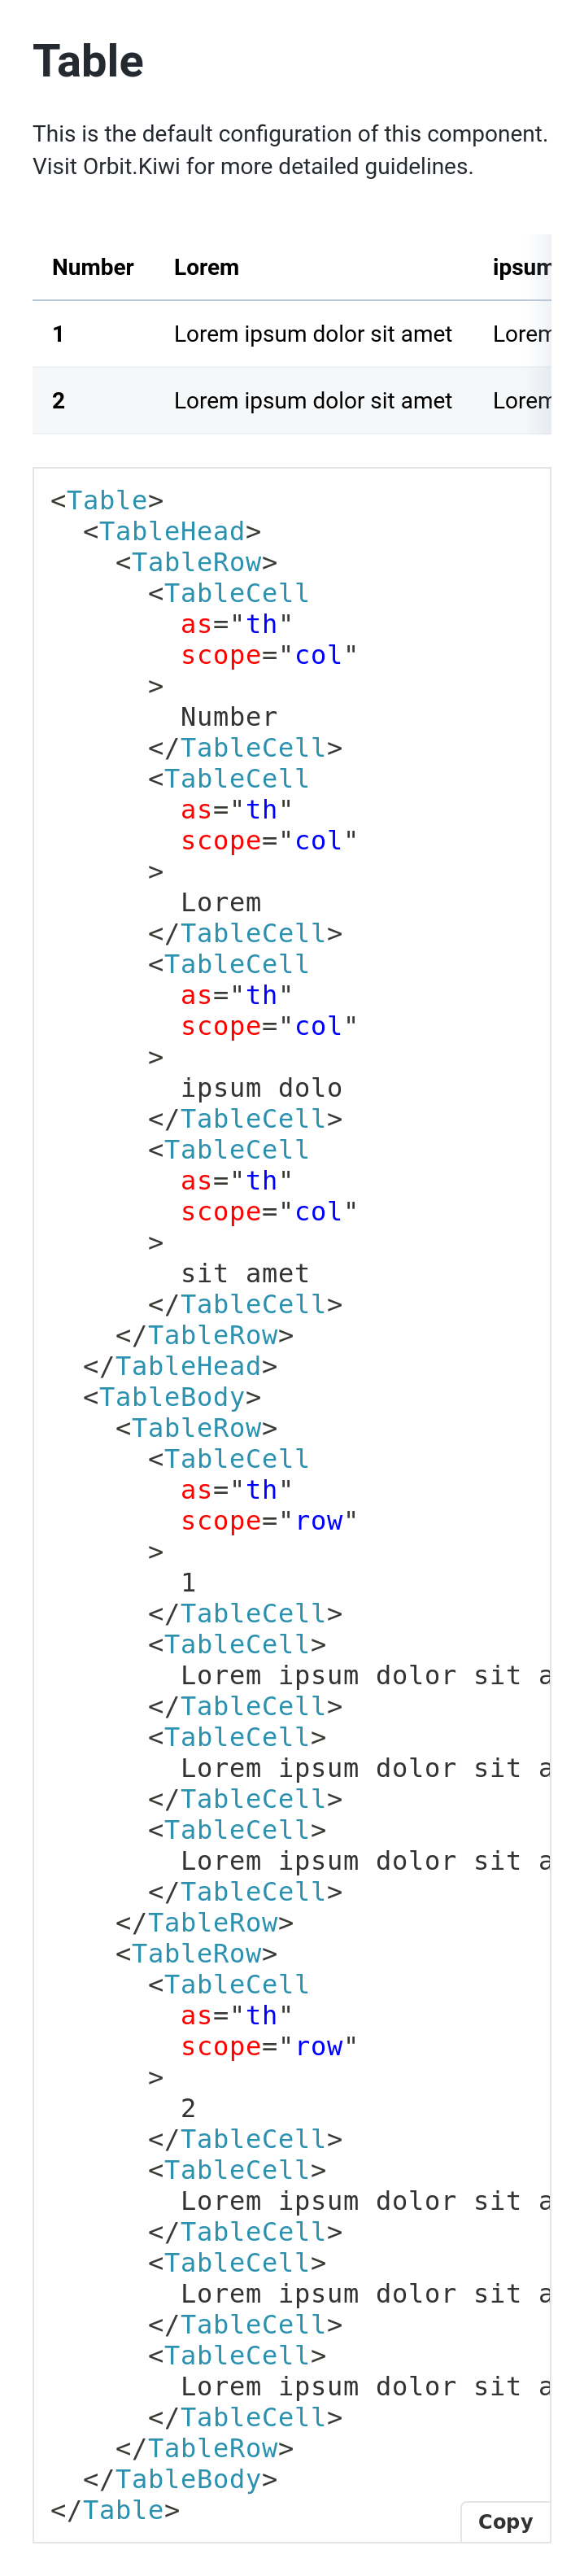 Table
This is the default configuration of this component.
Visit Orbit.Kiwi for more detailed guidelines.
Number Lorem ipsum
1 Lorem ipsum dolor sit amet Lorem
2 Lorem ipsum dolor sit amet Lorem
<Table>
<TableHead>
<TableRow>
<TableCell
as="th"
scope="col"
>
Number
</TableCell>
<TableCell
as="th"
scope="col"
>
Lorem
</TableCell>
<TableCell
as="th"
scope="col"
>
ipsum dolo
</TableCell>
<TableCell
as="th"
scope="col"
>
sit amet
</TableCell>
</TableRow>
</TableHead>
<TableBody>
<TableRow>
<TableCell
as="th"
scope="row"
>
1
</TableCell>
<TableCell>
Lorem ipsum dolor sit a
</TableCell>
<TableCell>
Lorem ipsum dolor sit a
</TableCell>
<TableCell>
Lorem ipsum dolor sit a
</TableCell>
</TableRow>
<TableRow>
<TableCell
as="th"
scope="row"
>
2
</TableCell>
<TableCell>
Lorem ipsum dolor sit a
</TableCell>
<TableCell>
Lorem ipsum dolor sit a
</TableCell>
<TableCell>
Lorem ipsum dolor sit a
</TableCell>
</TableRow>
</TableBody>
</Table>
Copy